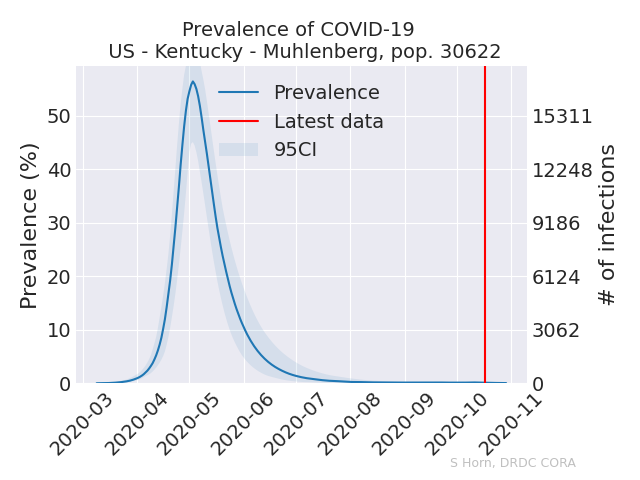 Prevalence of COVID-19
US - Kentucky - Muhlenberg, pop. 30622
Prevalence
Latest data
95CI
Prevalence (%)
50
40
30
20
10
0
15311
12248
9186
6124
3062
0
# of infections
2020-03
2020-04
2020-05
2020-06
2020-07
2020-08
2020-09
2020-10
2020-11
S Horn, DRDC CORA